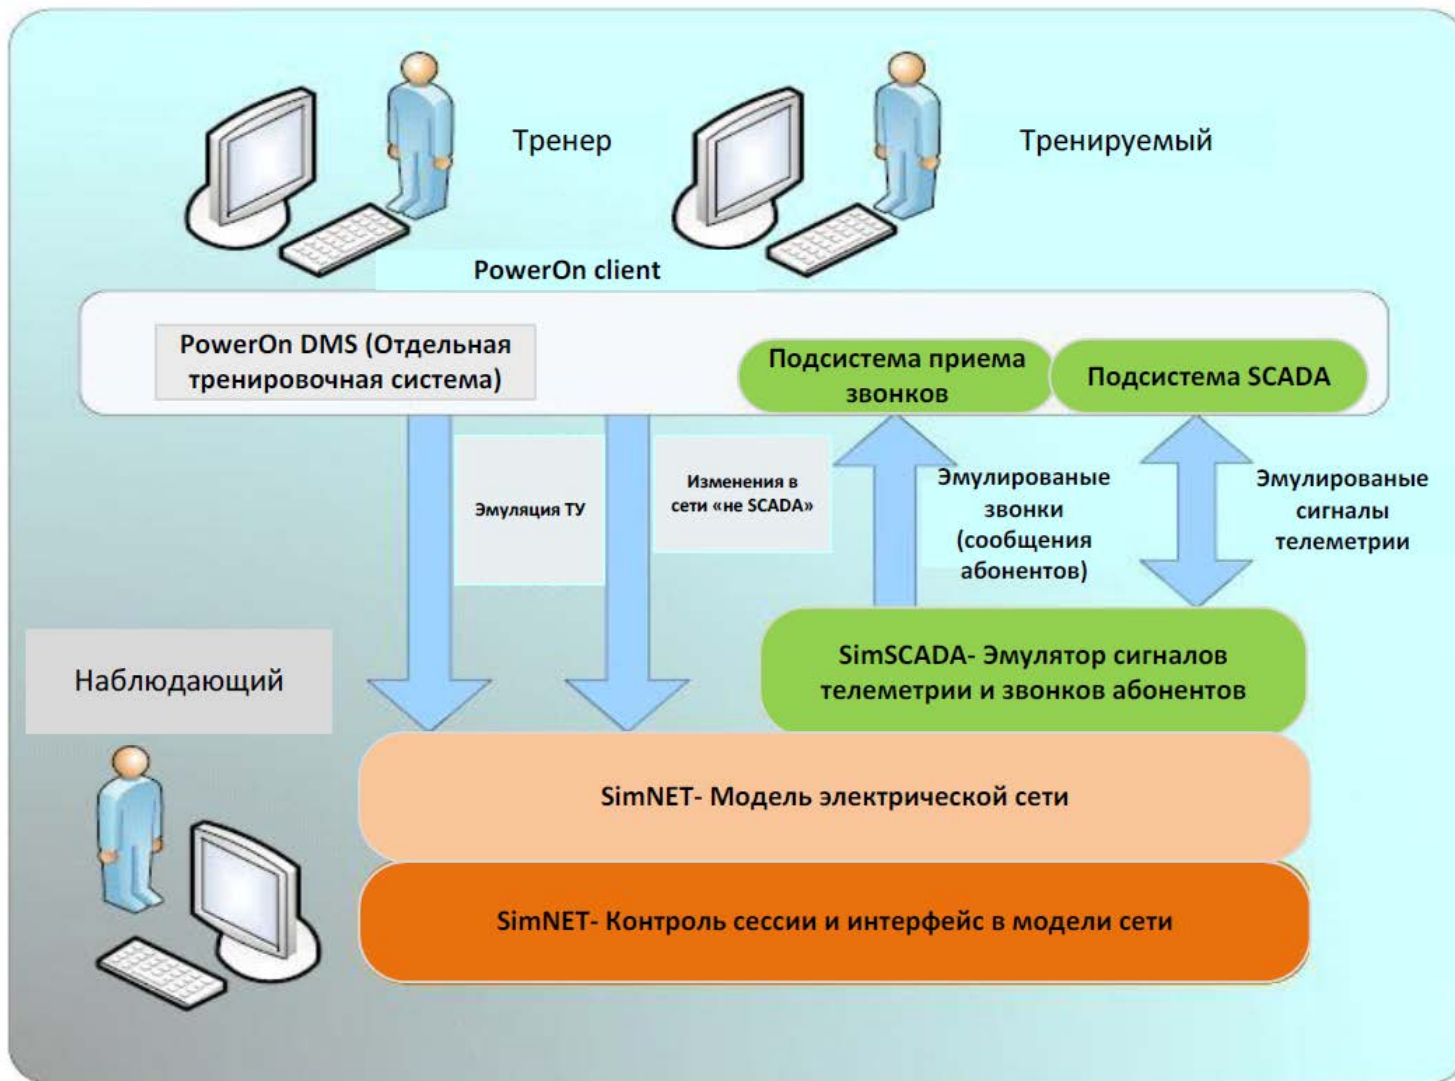 Тренер
Тренируемый
PowerOn client
PowerOn DMS (Отдельная
тренировочная система)
Подсистема приема
звонков
Подсистема SCADA
Эмуляция ТУ
Изменения в
сети «не SCADA»
Эмулированые
звонки
(сообщения
абонентов)
Эмулированые
сигналы
телеметрии
Наблюдающий
SimSCADA- Эмулятор сигналов
телеметрии и звонков абонентов
SimNET- Модель электрической сети
SimNET- Контроль сессии и интерфейс в модели сети